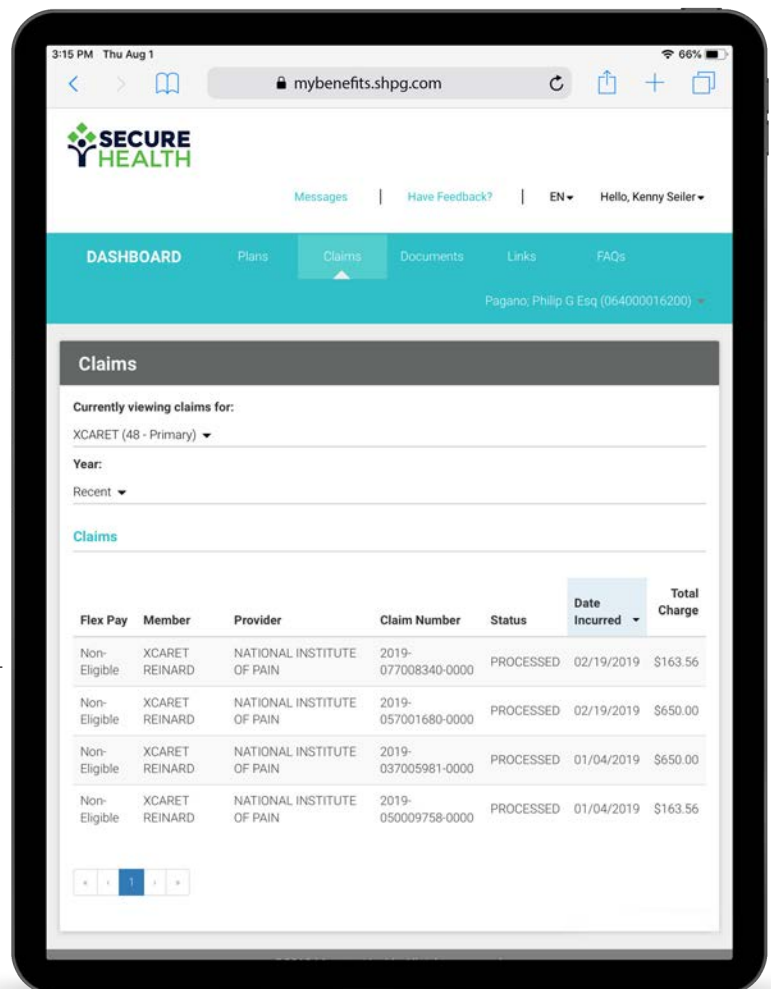 3:15 PM Thu Aug 1
66%
mybenefits.shpg.com
SECURE
HEALTH
Messages | Have Feedback? | EN Hello, Kenny Seiler
DASHBOARD Plans Claims Documents Links FAQs
Pagano; Philip G Esq (064000016200)
Claims
Currently viewing claims for:
XCARET (48 - Primary)
Year:
Recent
Claims
Flex Pay Member Provider Claim Number Status Date Incurred Total Charge
Non-Eligible XCARET REINARD NATIONAL INSTITUTE OF PAIN 2019-077008340-0000 PROCESSED 02/19/2019 $163.56
Non-Eligible XCARET REINARD NATIONAL INSTITUTE OF PAIN 2019-057001680-0000 PROCESSED 02/19/2019 $650.00
Non-Eligible XCARET REINARD NATIONAL INSTITUTE OF PAIN 2019-037005981-0000 PROCESSED 01/04/2019 $650.00
Non-Eligible XCARET REINARD NATIONAL INSTITUTE OF PAIN 2019-050009758-0000 PROCESSED 01/04/2019 $163.56
« ‹ 1 › »